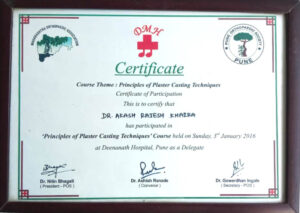 DMH
PUNE
Certificate
Course Theme : Principles of Plaster Casting Techniques
Certificate of Participation
This is to certify that
DR. AKASH RAJESH KHAIRA
has participated in
'Principles of Plaster Casting Techniques' Course held on Sunday, 3rd January 2016
at Deenanath Hospital, Pune as a Delegate
Dr. Nitin Bhagali Dr. Ashish Ranade Dr. Gowardhan Ingale
( President - POS ) ( Convenor ) ( Secretary - POS )